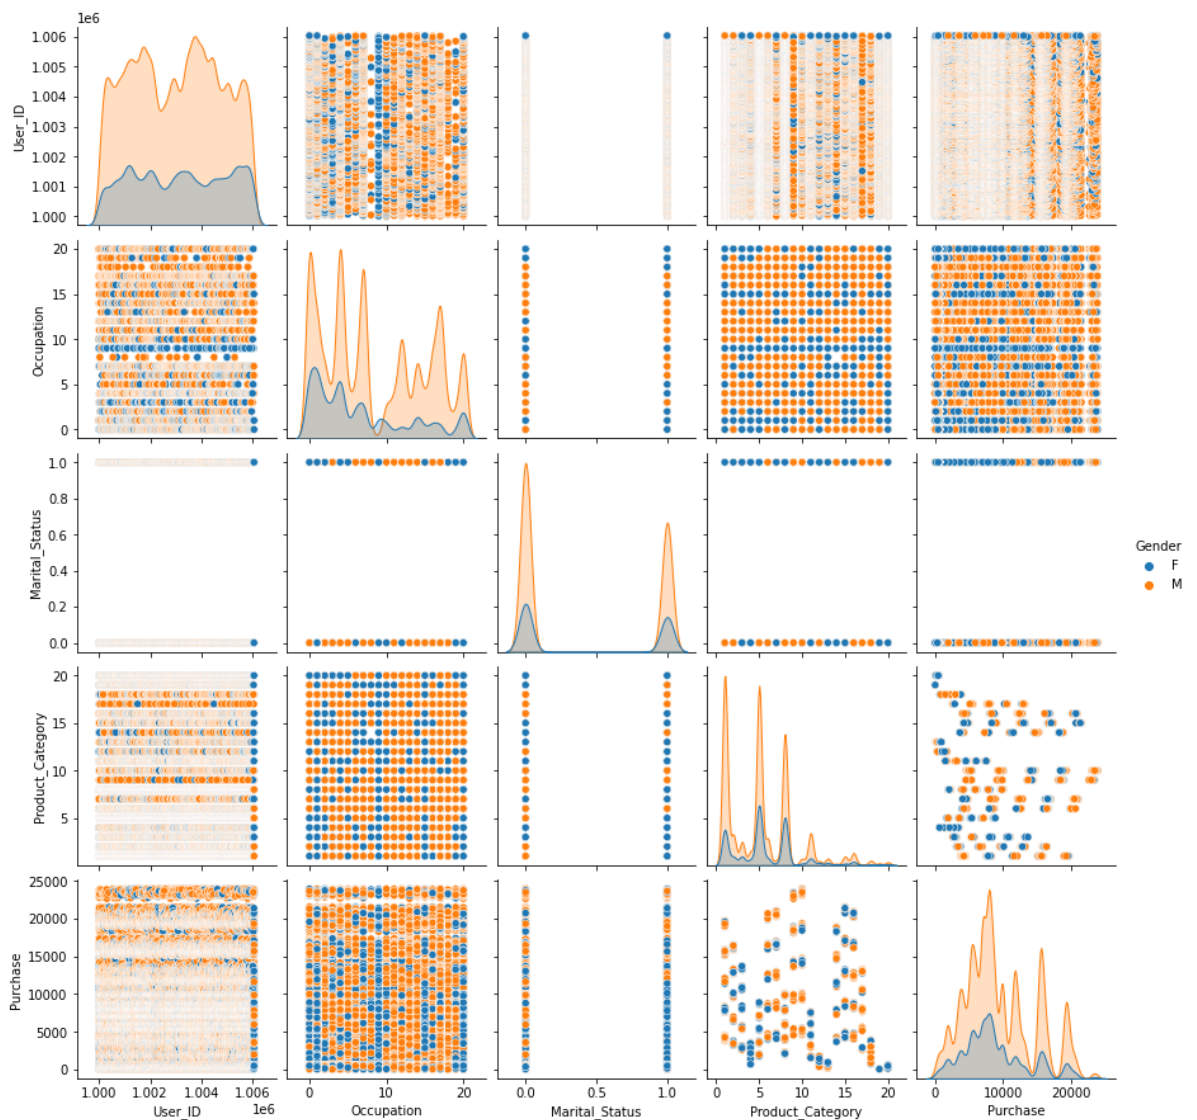 1e6
1.006
1.005
1.004
1.003
1.002
1.001
1.000
User_ID
20
15
10
5
0
Occupation
1.0
0.8
0.6
0.4
0.2
0.0
Marital_Status
Gender
F
M
20
15
10
5
Product_Category
25000
20000
15000
10000
5000
0
Purchase
1.000 1.002 1.004 1.006
1e6
User_ID
0 10 20
Occupation
0.0 0.5 1.0
Marital_Status
0 5 10 15 20
Product_Category
0 10000 20000
Purchase